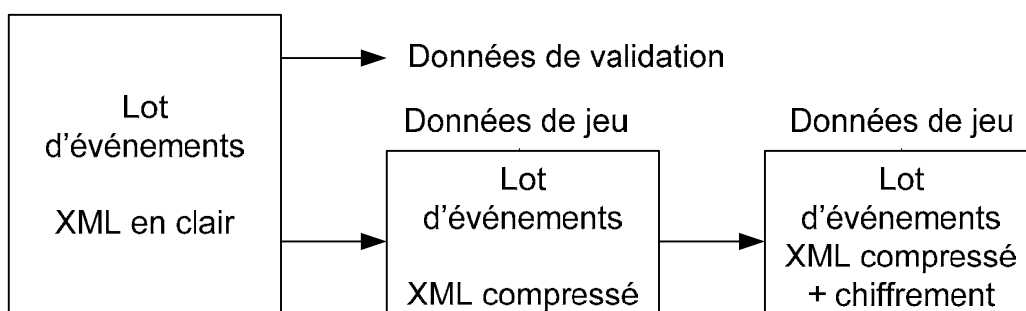 Lot
d'événements
XML en clair
Données de validation
Données de jeu
Lot
d'événements
XML compressé
Données de jeu
Lot
d'événements
XML compressé
+ chiffrement